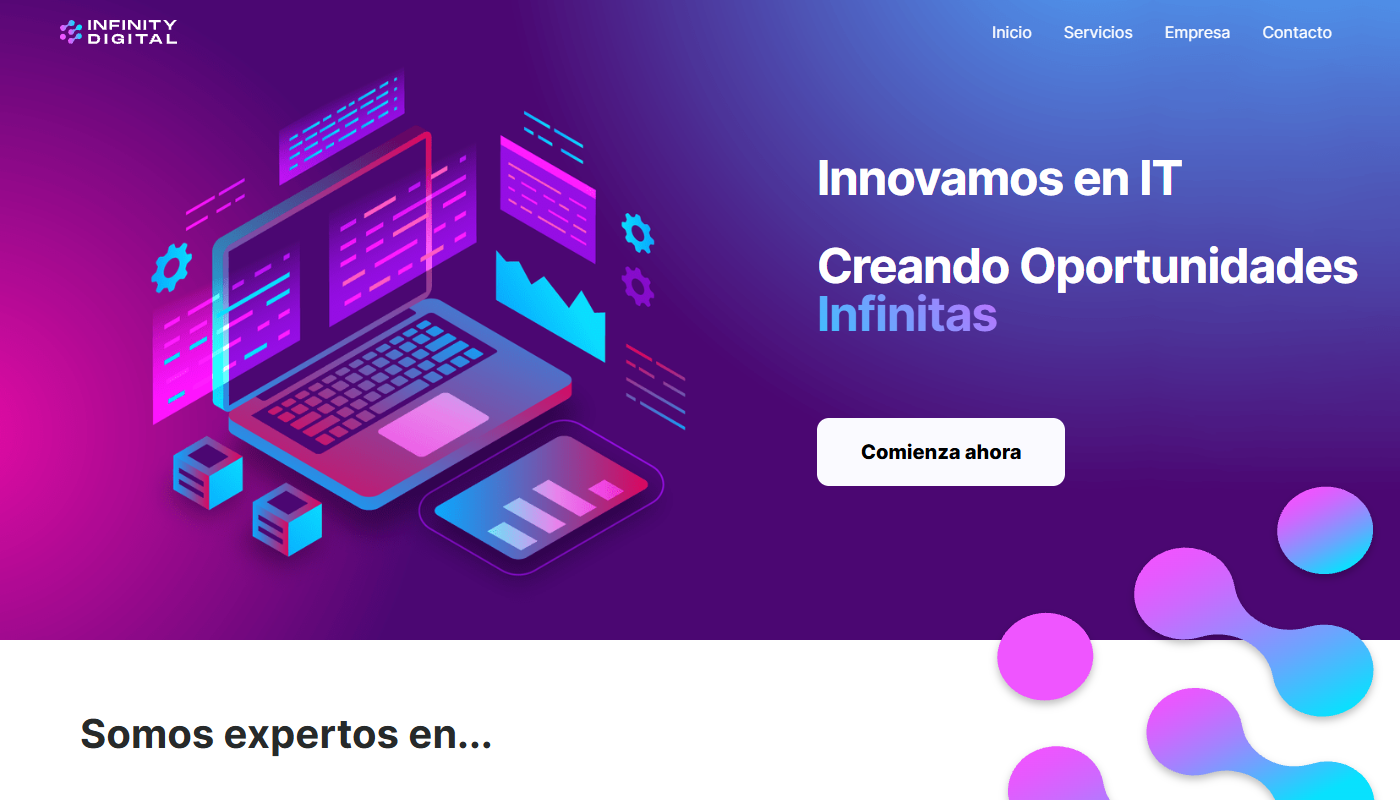 INFINITY
DIGITAL
Inicio
Servicios
Empresa
Contacto
Innovamos en IT
Creando Oportunidades
Infinitas
Comienza ahora
Somos expertos en...